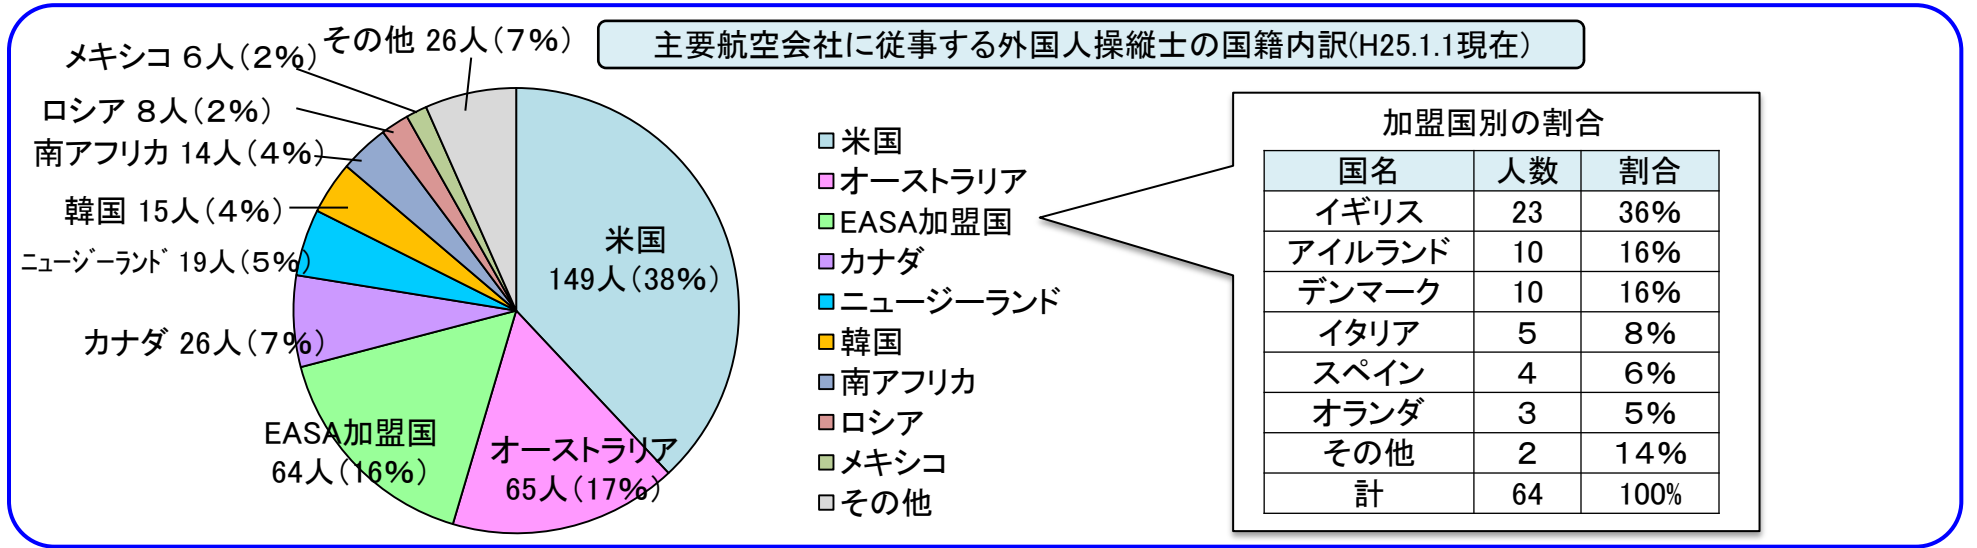 主要航空会社に従事する外国人操縦士の国籍内訳(H25.1.1現在)
その他 26人(7%)
メキシコ 6人(2%)
ロシア 8人(2%)
南アフリカ 14人(4%)
韓国 15人(4%)
ニュージーランド 19人(5%)
カナダ 26人(7%)
EASA加盟国
64人(16%)
オーストラリア
65人(17%)
米国
149人(38%)
米国
オーストラリア
EASA加盟国
カナダ
ニュージーランド
韓国
南アフリカ
ロシア
メキシコ
その他
加盟国別の割合
国名 人数 割合
イギリス 23 36%
アイルランド 10 16%
デンマーク 10 16%
イタリア 5 8%
スペイン 4 6%
オランダ 3 5%
その他 2 14%
計 64 100%